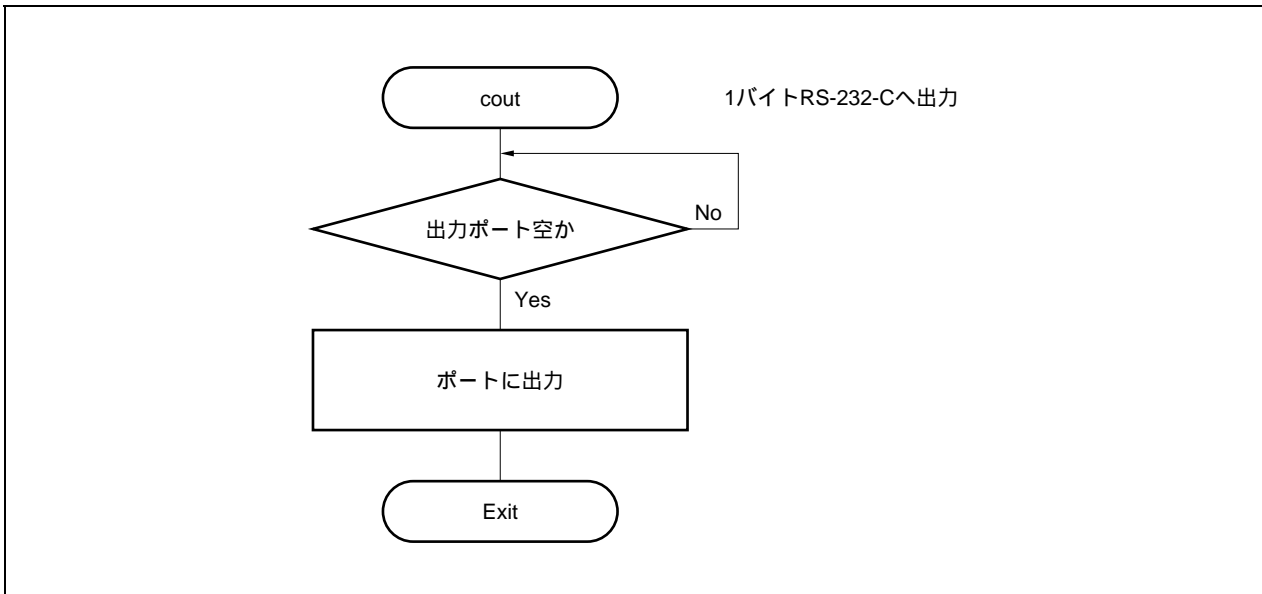 cout
1バイトRS-232-Cへ出力
出力ポート空か
No
Yes
ポートに出力
Exit